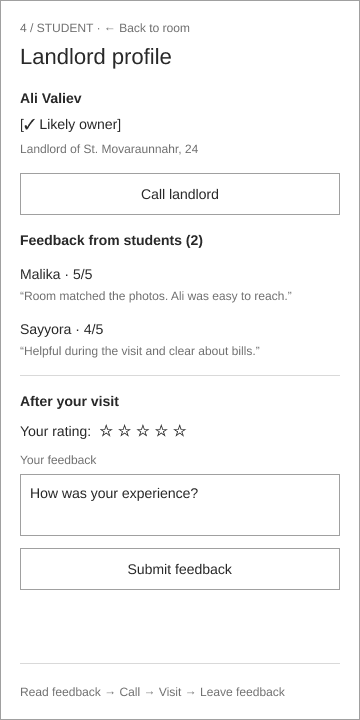 4 / STUDENT · ← Back to room
Landlord profile
Ali Valiev
[✓ Likely owner]
Landlord of St. Movaraunnahr, 24
Call landlord
Feedback from students (2)
Malika · 5/5
“Room matched the photos. Ali was easy to reach.”
Sayyora · 4/5
“Helpful during the visit and clear about bills.”
After your visit
Your rating: ☆ ☆ ☆ ☆ ☆
Your feedback
How was your experience?
Submit feedback
Read feedback → Call → Visit → Leave feedback